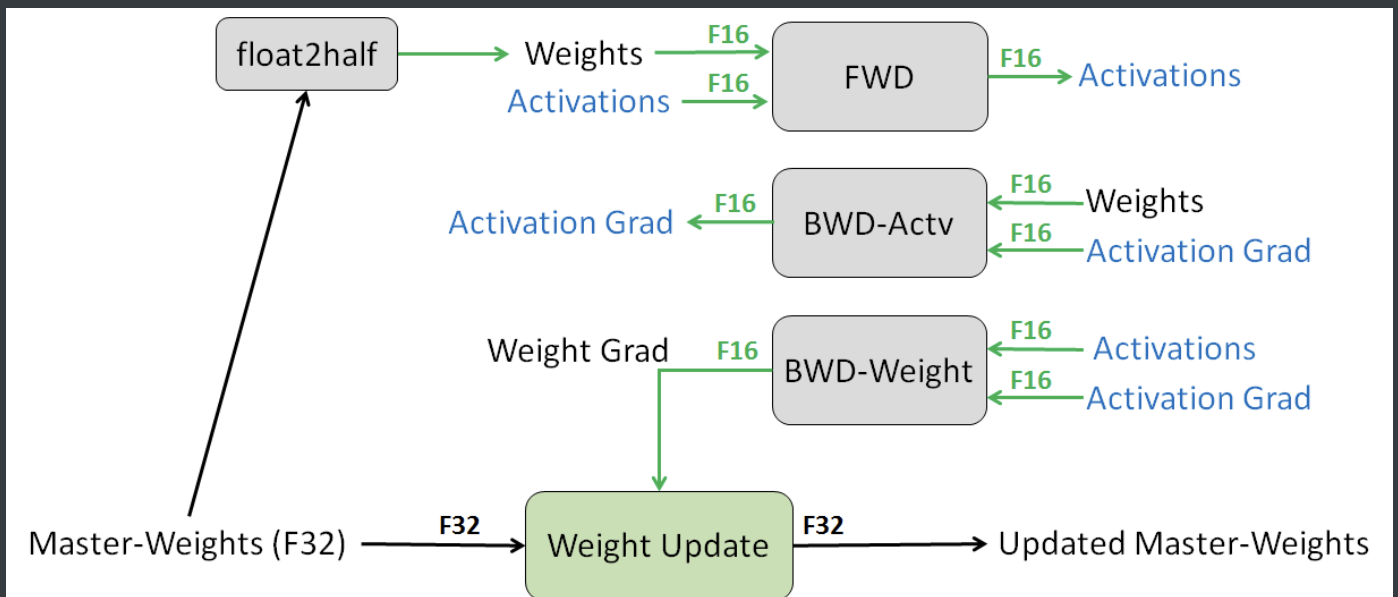 float2half
Weights
F16
FWD
F16
Activations
Activations
F16
Activation Grad
F16
BWD-Actv
F16
Weights
F16
Activation Grad
Weight Grad
F16
BWD-Weight
F16
Activations
F16
Activation Grad
Master-Weights (F32)
F32
Weight Update
F32
Updated Master-Weights